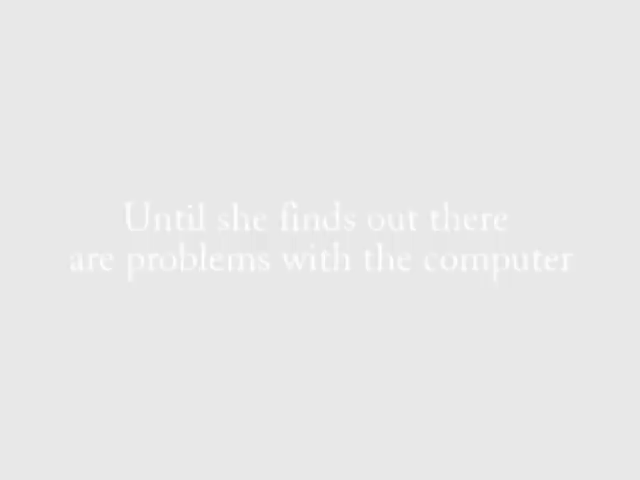 Until she finds out there
are problems with the computer